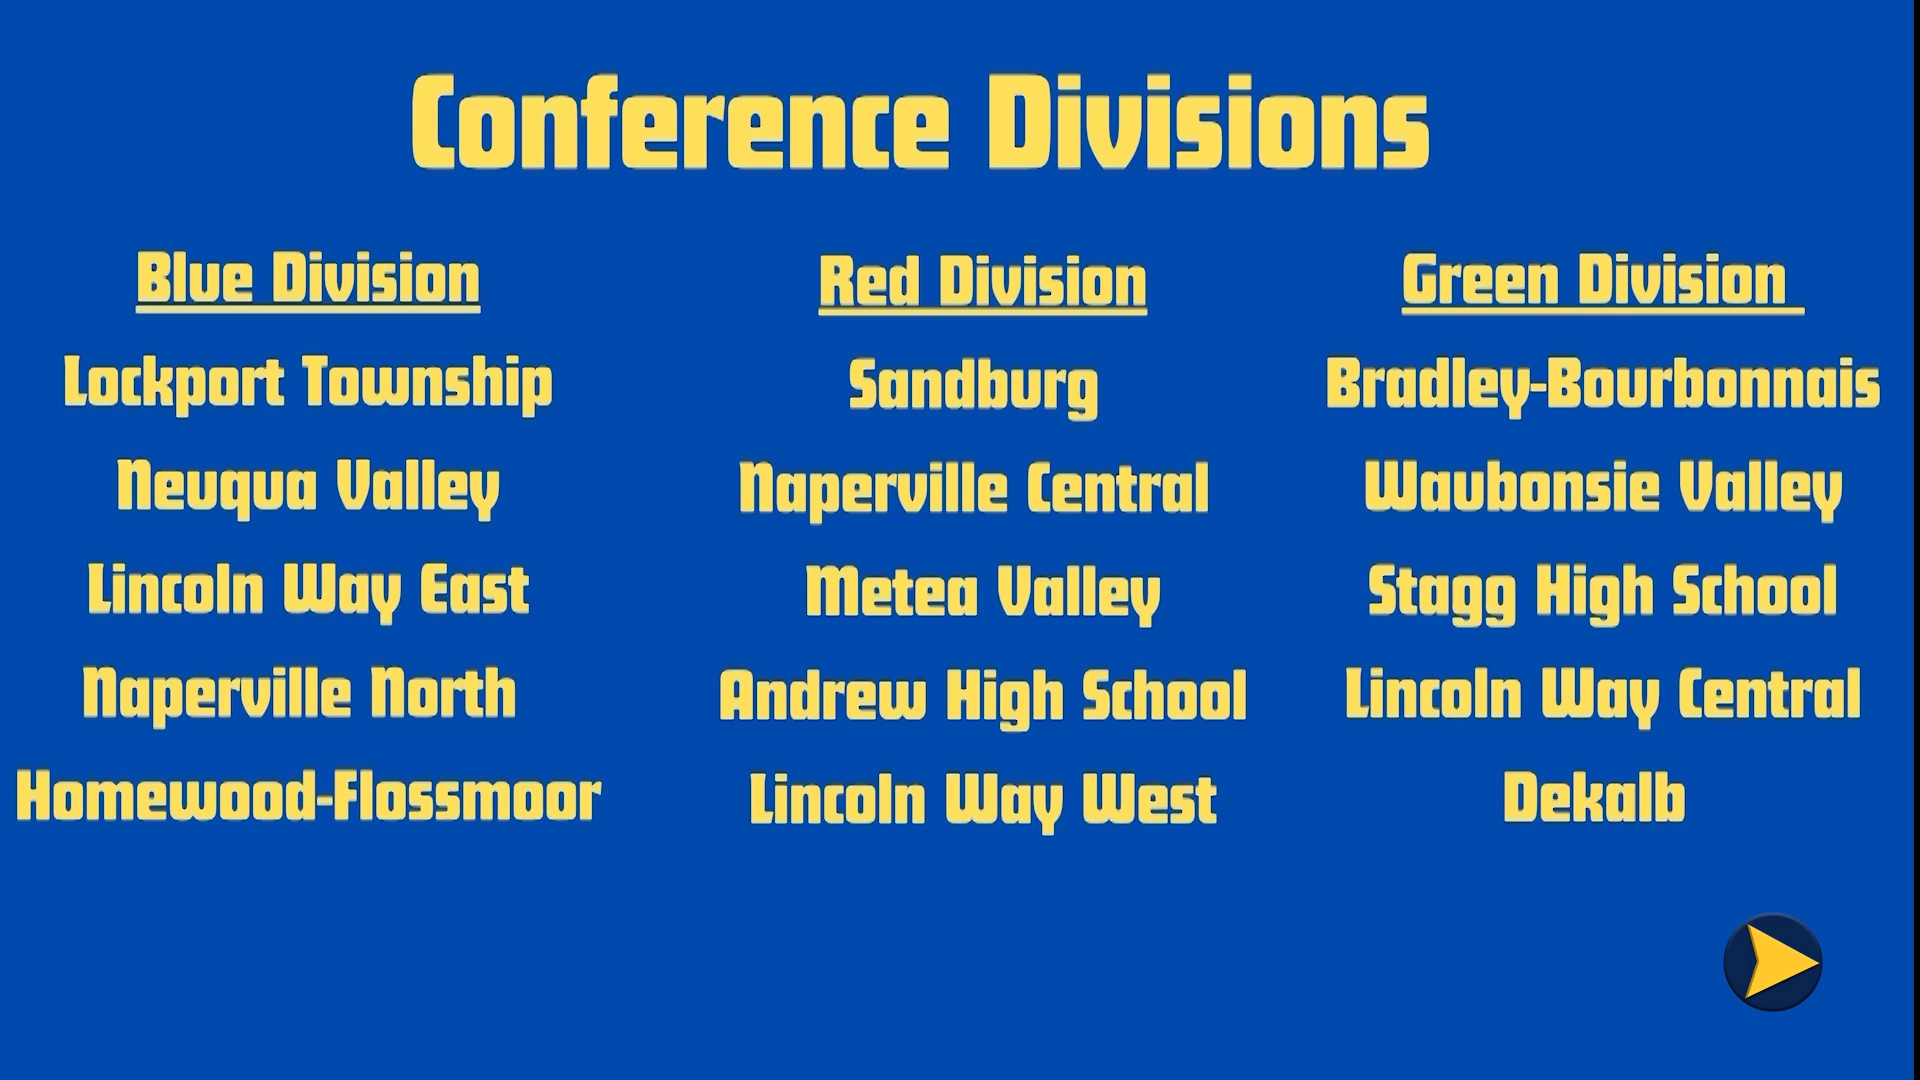 Conference Divisions
Blue Division
Lockport Township
Neuqua Valley
Lincoln Way East
Naperville North
Homewood-Flossmoor
Red Division
Sandburg
Naperville Central
Metea Valley
Andrew High School
Lincoln Way West
Green Division
Bradley-Bourbonnais
Waubonsie Valley
Stagg High School
Lincoln Way Central
Dekalb